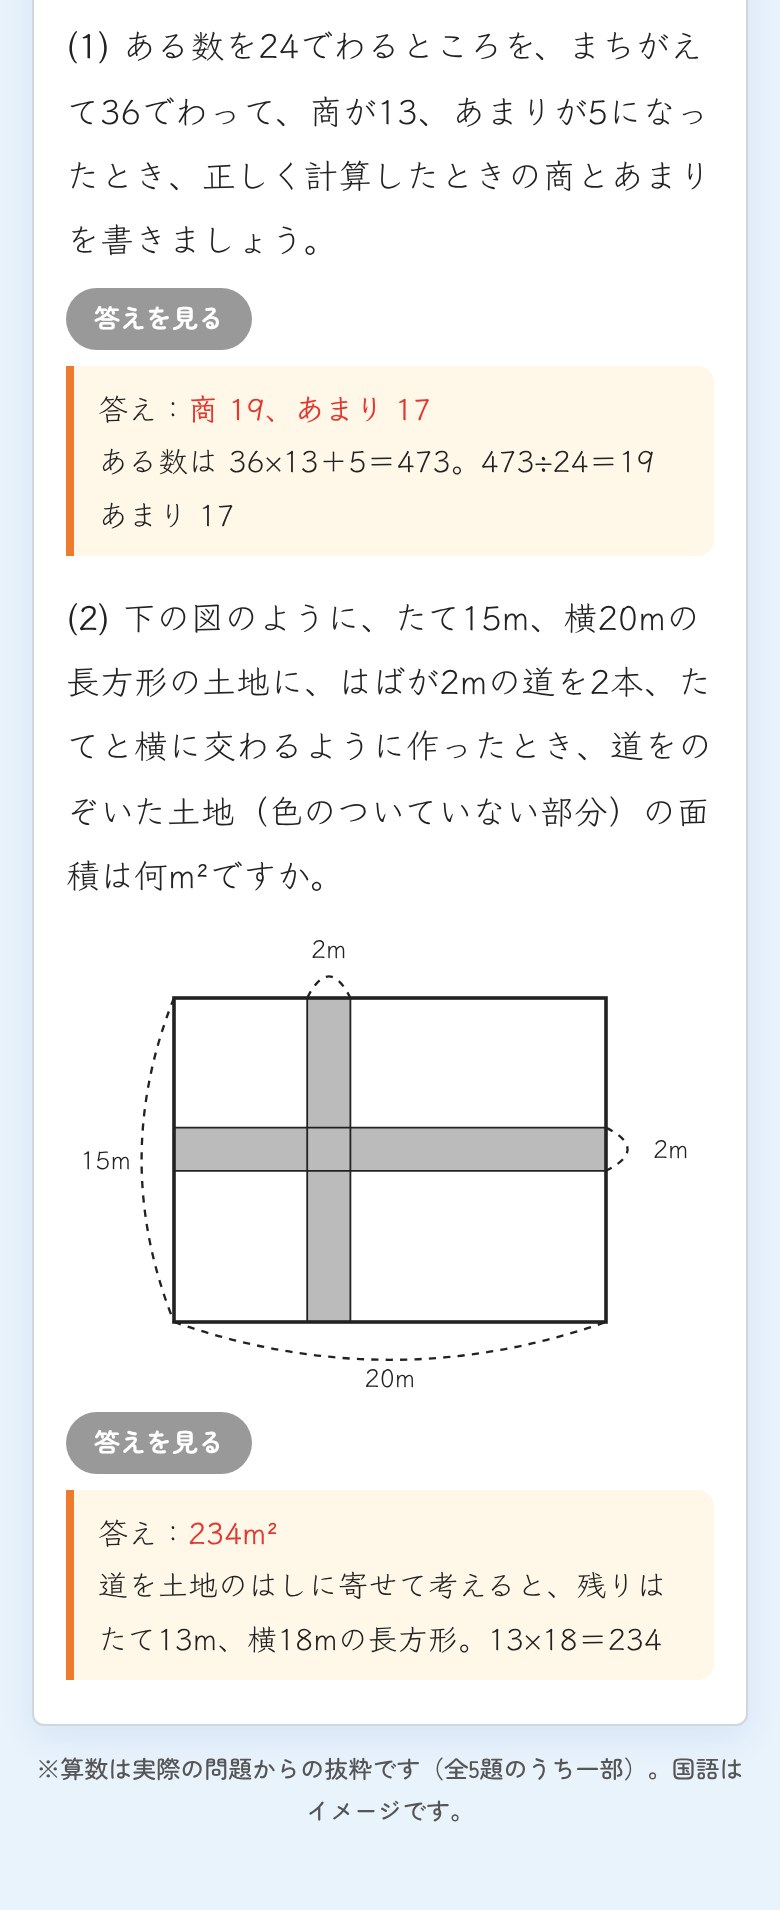 (1) ある数を24でわるところを、まちがえ
て36でわって、商が13、あまりが5になっ
たとき、正しく計算したときの商とあまり
を書きましょう。
答えを見る
答え：商 19、あまり 17
ある数は 36×13＋5＝473。473÷24＝19
あまり 17
(2) 下の図のように、たて15m、横20mの
長方形の土地に、はばが2mの道を2本、た
てと横に交わるように作ったとき、道をの
ぞいた土地（色のついていない部分）の面
積は何m²ですか。
2m
15m
2m
20m
答えを見る
答え：234m²
道を土地のはしに寄せて考えると、残りは
たて13m、横18mの長方形。13×18＝234
※算数は実際の問題からの抜粋です（全5題のうち一部）。国語は
イメージです。